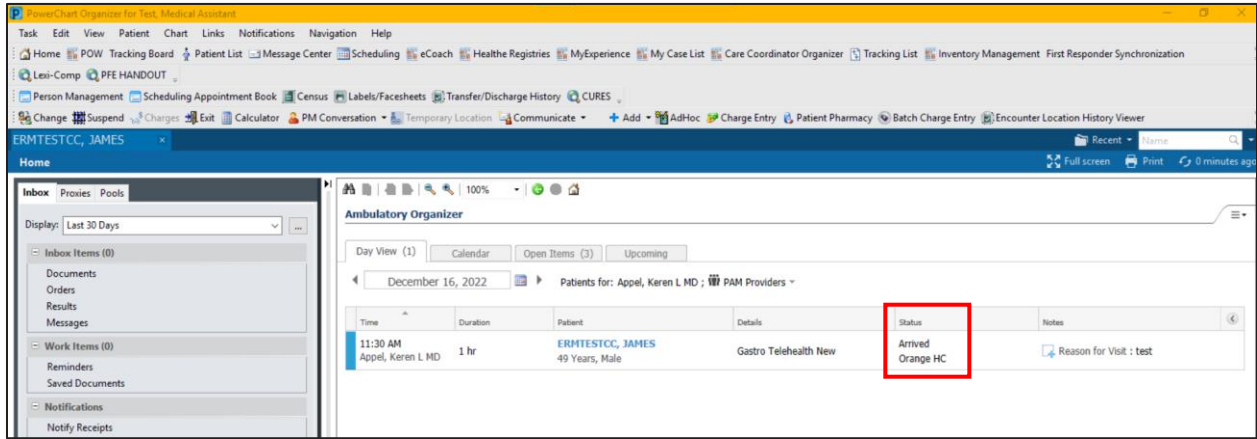 PowerChart Organizer for Test, Medical Assistant
Task Edit View Patient Chart Links Notifications Navigation Help
Home POW Tracking Board Patient List Message Center Scheduling eCoach Healthe Registries MyExperience My Case List Care Coordinator Organizer Tracking List Inventory Management First Responder Synchronization
Lexi-Comp PFE HANDOUT
Person Management Scheduling Appointment Book Census Labels/Facesheets Transfer/Discharge History CURES
Change Suspend Charges Exit Calculator PM Conversation Temporary Location Communicate Add AdHoc Charge Entry Patient Pharmacy Batch Charge Entry Encounter Location History Viewer
ERMTESTCC, JAMES × Recent Name
Home Full screen Print 0 minutes ago
Inbox Proxies Pools
Display: Last 30 Days ...
Inbox Items (0)
Documents
Orders
Results
Messages
Work Items (0)
Reminders
Saved Documents
Notifications
Notify Receipts
100%
Ambulatory Organizer
Day View (1) Calendar Open Items (3) Upcoming
December 16, 2022 Patients for: Appel, Keren L MD ; PAM Providers
Time Duration Patient Details Status Notes
11:30 AM
Appel, Keren L MD
1 hr
ERMTESTCC, JAMES
49 Years, Male
Gastro Telehealth New
Arrived
Orange HC
Reason for Visit : test